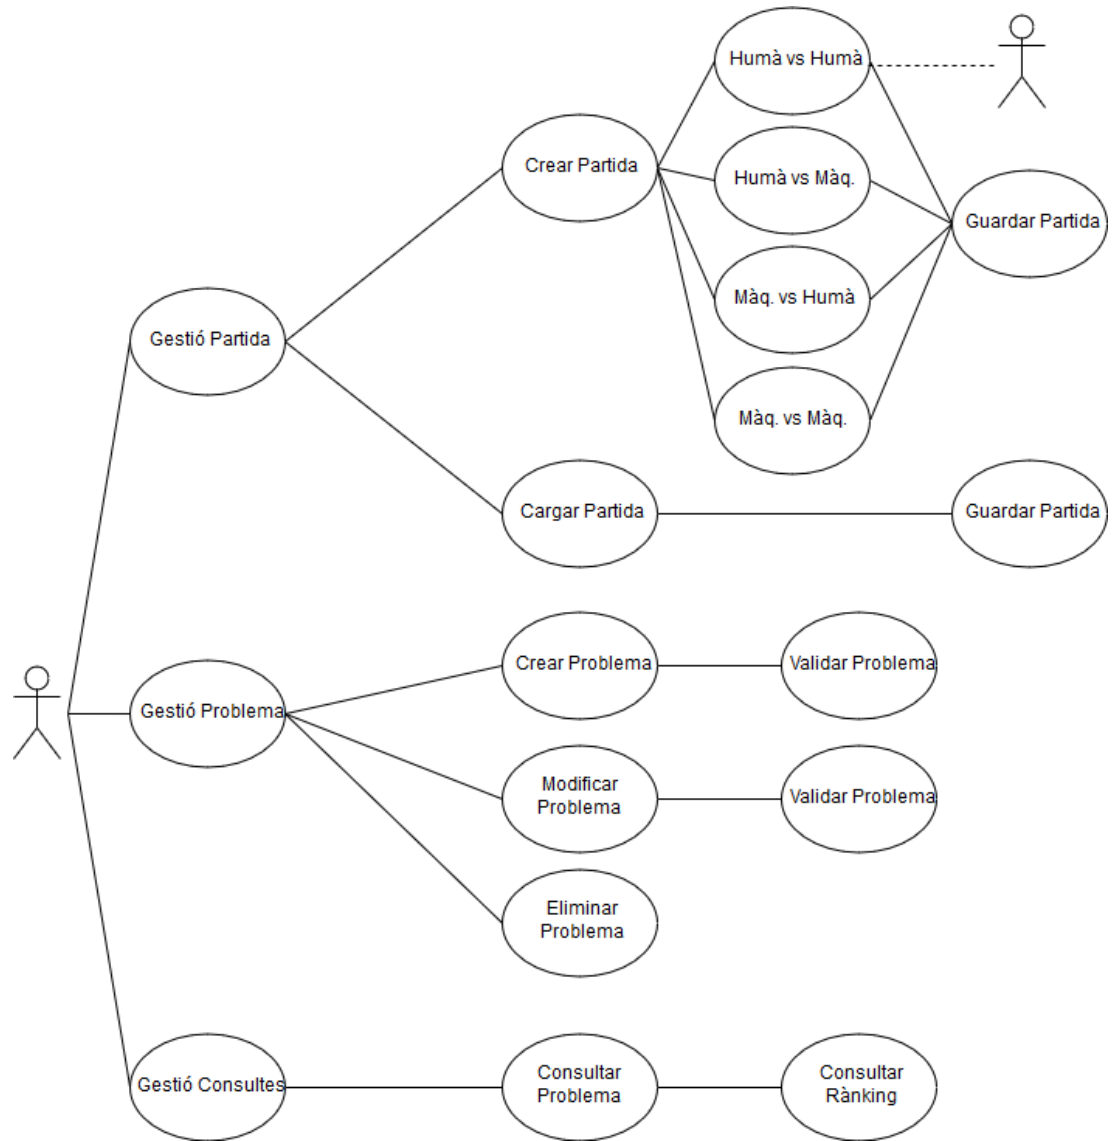 Humà vs Humà
Crear Partida
Humà vs Màq.
Guardar Partida
Màq. vs Humà
Gestió Partida
Màq. vs Màq.
Cargar Partida
Guardar Partida
Crear Problema
Validar Problema
Gestió Problema
Modificar
Problema
Validar Problema
Eliminar
Problema
Gestió Consultes
Consultar
Problema
Consultar
Rànking